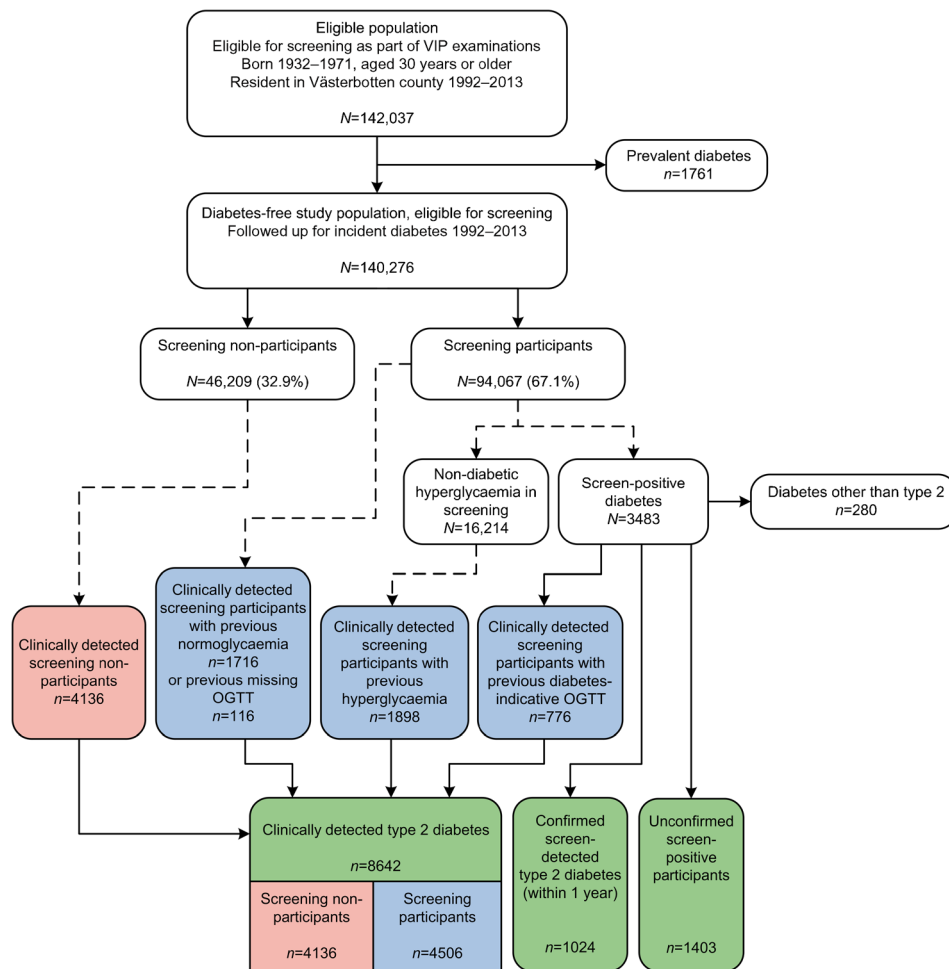 Eligible population
Eligible for screening as part of VIP examinations
Born 1932–1971, aged 30 years or older
Resident in Västerbotten county 1992–2013
N=142,037
Prevalent diabetes
n=1761
Diabetes-free study population, eligible for screening
Followed up for incident diabetes 1992–2013
N=140,276
Screening non-participants
N=46,209 (32.9%)
Screening participants
N=94,067 (67.1%)
Non-diabetic
hyperglycaemia in
screening
N=16,214
Screen-positive
diabetes
N=3483
Diabetes other than type 2
n=280
Clinically detected
screening non-
participants
n=4136
Clinically detected
screening participants
with previous
normoglycaemia
n=1716
or previous missing
OGTT
n=116
Clinically detected
screening
participants with
previous
hyperglycaemia
n=1898
Clinically detected
screening
participants with
previous diabetes-
indicative OGTT
n=776
Clinically detected type 2 diabetes
n=8642
Screening non-
participants
n=4136
Screening
participants
n=4506
Confirmed
screen-
detected
type 2 diabetes
(within 1 year)
n=1024
Unconfirmed
screen-
positive
participants
n=1403